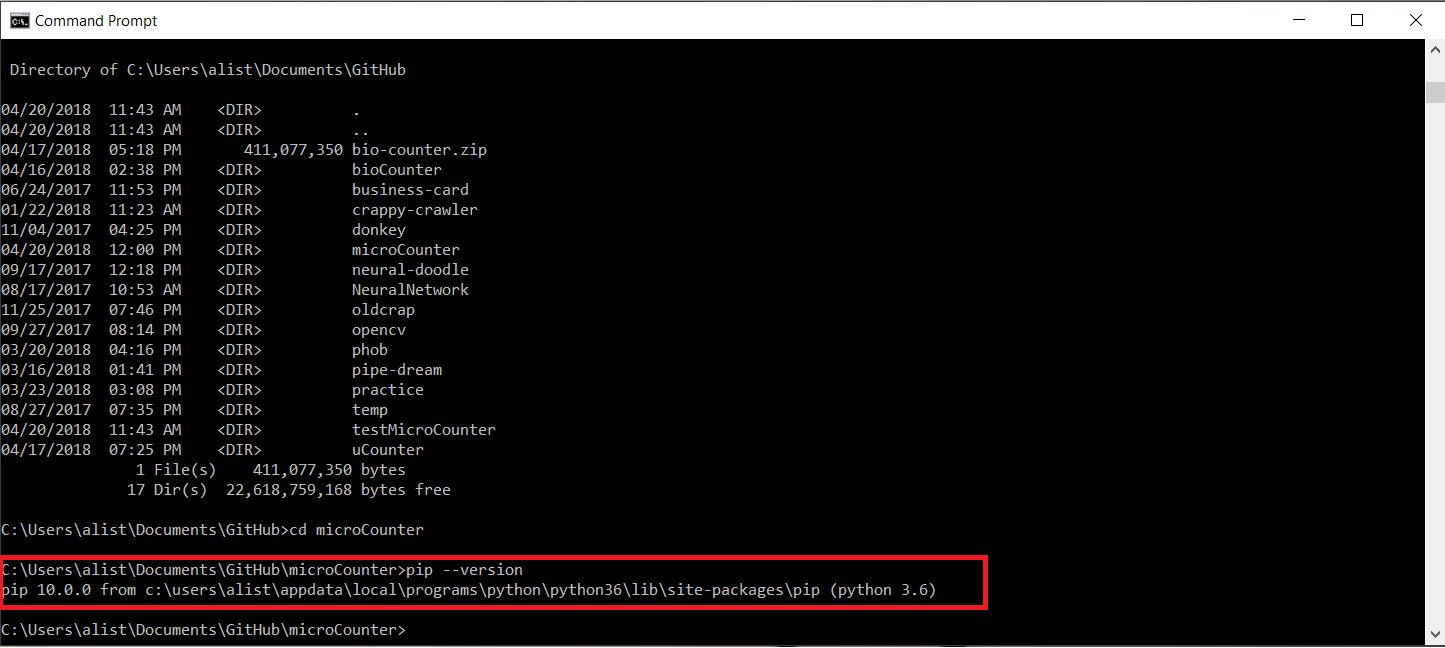 Command Prompt
Directory of C:\Users\alist\Documents\GitHub
04/20/2018  11:43 AM    <DIR>          .
04/20/2018  11:43 AM    <DIR>          ..
04/17/2018  05:18 PM       411,077,350 bio-counter.zip
04/16/2018  02:38 PM    <DIR>          bioCounter
06/24/2017  11:53 PM    <DIR>          business-card
01/22/2018  11:23 AM    <DIR>          crappy-crawler
11/04/2017  04:25 PM    <DIR>          donkey
04/20/2018  12:00 PM    <DIR>          microCounter
09/17/2017  12:18 PM    <DIR>          neural-doodle
08/17/2017  10:53 AM    <DIR>          NeuralNetwork
11/25/2017  07:46 PM    <DIR>          oldcrap
09/27/2017  08:14 PM    <DIR>          opencv
03/20/2018  04:16 PM    <DIR>          phob
03/16/2018  01:41 PM    <DIR>          pipe-dream
03/23/2018  03:08 PM    <DIR>          practice
08/27/2017  07:35 PM    <DIR>          temp
04/20/2018  11:43 AM    <DIR>          testMicroCounter
04/17/2018  07:25 PM    <DIR>          uCounter
1 File(s)    411,077,350 bytes
17 Dir(s)  22,618,759,168 bytes free
C:\Users\alist\Documents\GitHub>cd microCounter
C:\Users\alist\Documents\GitHub\microCounter>pip --version
pip 10.0.0 from c:\users\alist\appdata\local\programs\python\python36\lib\site-packages\pip (python 3.6)
C:\Users\alist\Documents\GitHub\microCounter>